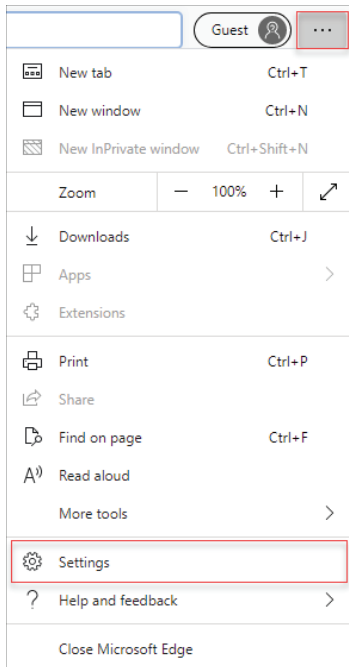 Guest ...
New tab Ctrl+T
New window Ctrl+N
New InPrivate window Ctrl+Shift+N
Zoom — 100% +
Downloads Ctrl+J
Apps
Extensions
Print Ctrl+P
Share
Find on page Ctrl+F
Read aloud
More tools
Settings
Help and feedback
Close Microsoft Edge